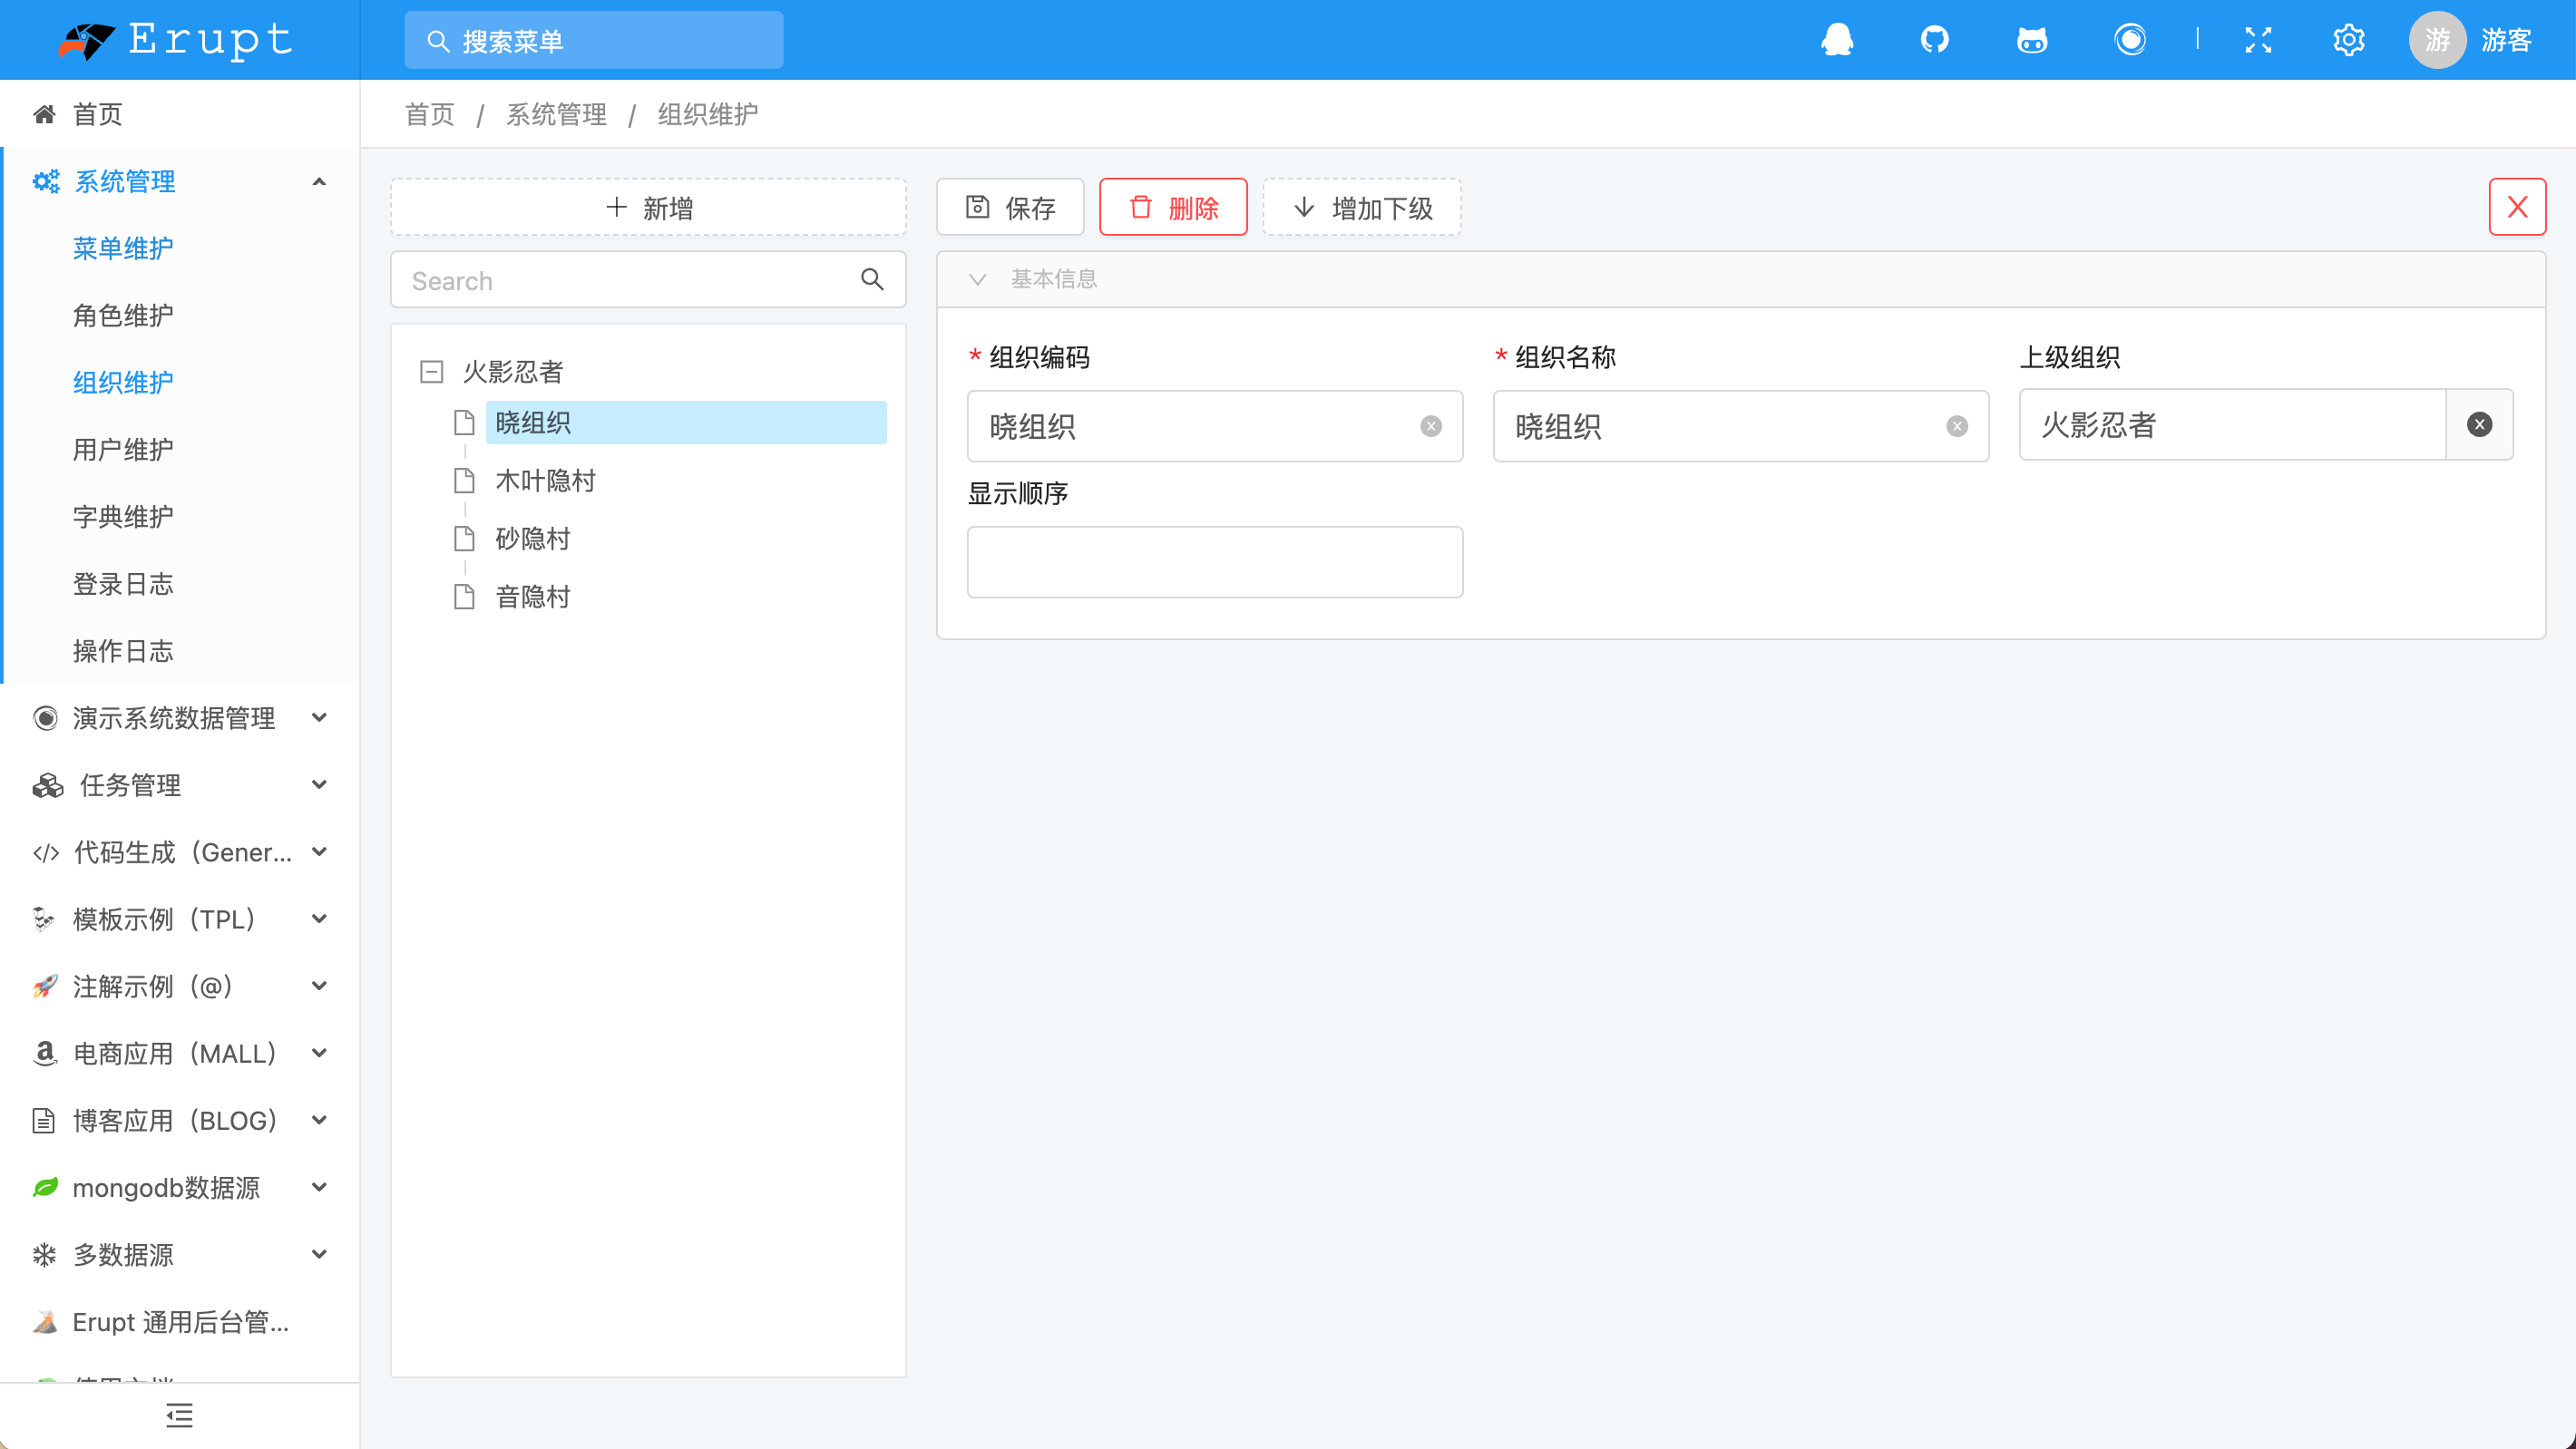 Erupt
搜索菜单
游
游客
首页
系统管理
菜单维护
角色维护
组织维护
用户维护
字典维护
登录日志
操作日志
演示系统数据管理
任务管理
代码生成（Gener...
模板示例（TPL）
注解示例（@）
电商应用（MALL）
博客应用（BLOG）
mongodb数据源
多数据源
Erupt 通用后台管...
首页 / 系统管理 / 组织维护
新增
Search
火影忍者
晓组织
木叶隐村
砂隐村
音隐村
保存
删除
增加下级
基本信息
* 组织编码
晓组织
* 组织名称
晓组织
上级组织
火影忍者
显示顺序